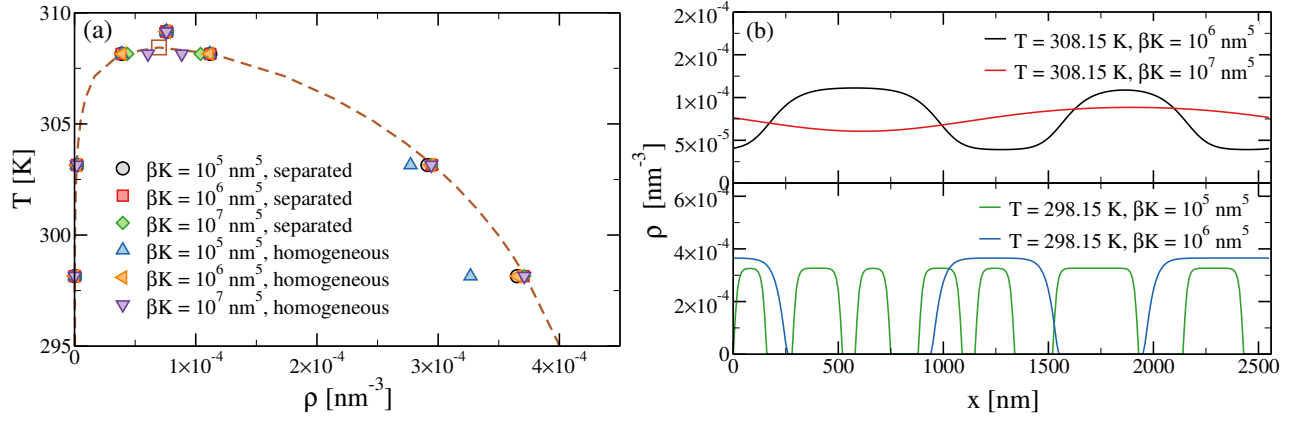 (a)
310
305
300
295
T [K]
βK = 10⁵ nm⁵, separated
βK = 10⁶ nm⁵, separated
βK = 10⁷ nm⁵, separated
βK = 10⁵ nm⁵, homogeneous
βK = 10⁶ nm⁵, homogeneous
βK = 10⁷ nm⁵, homogeneous
0 1×10⁻⁴ 2×10⁻⁴ 3×10⁻⁴ 4×10⁻⁴
ρ [nm⁻³]
(b)
2×10⁻⁴
2×10⁻⁴
1×10⁻⁴
5×10⁻⁵
0
T = 308.15 K, βK = 10⁶ nm⁵
T = 308.15 K, βK = 10⁷ nm⁵
ρ [nm⁻³]
6×10⁻⁴
4×10⁻⁴
2×10⁻⁴
0
T = 298.15 K, βK = 10⁵ nm⁵
T = 298.15 K, βK = 10⁶ nm⁵
0 500 1000 1500 2000 2500
x [nm]